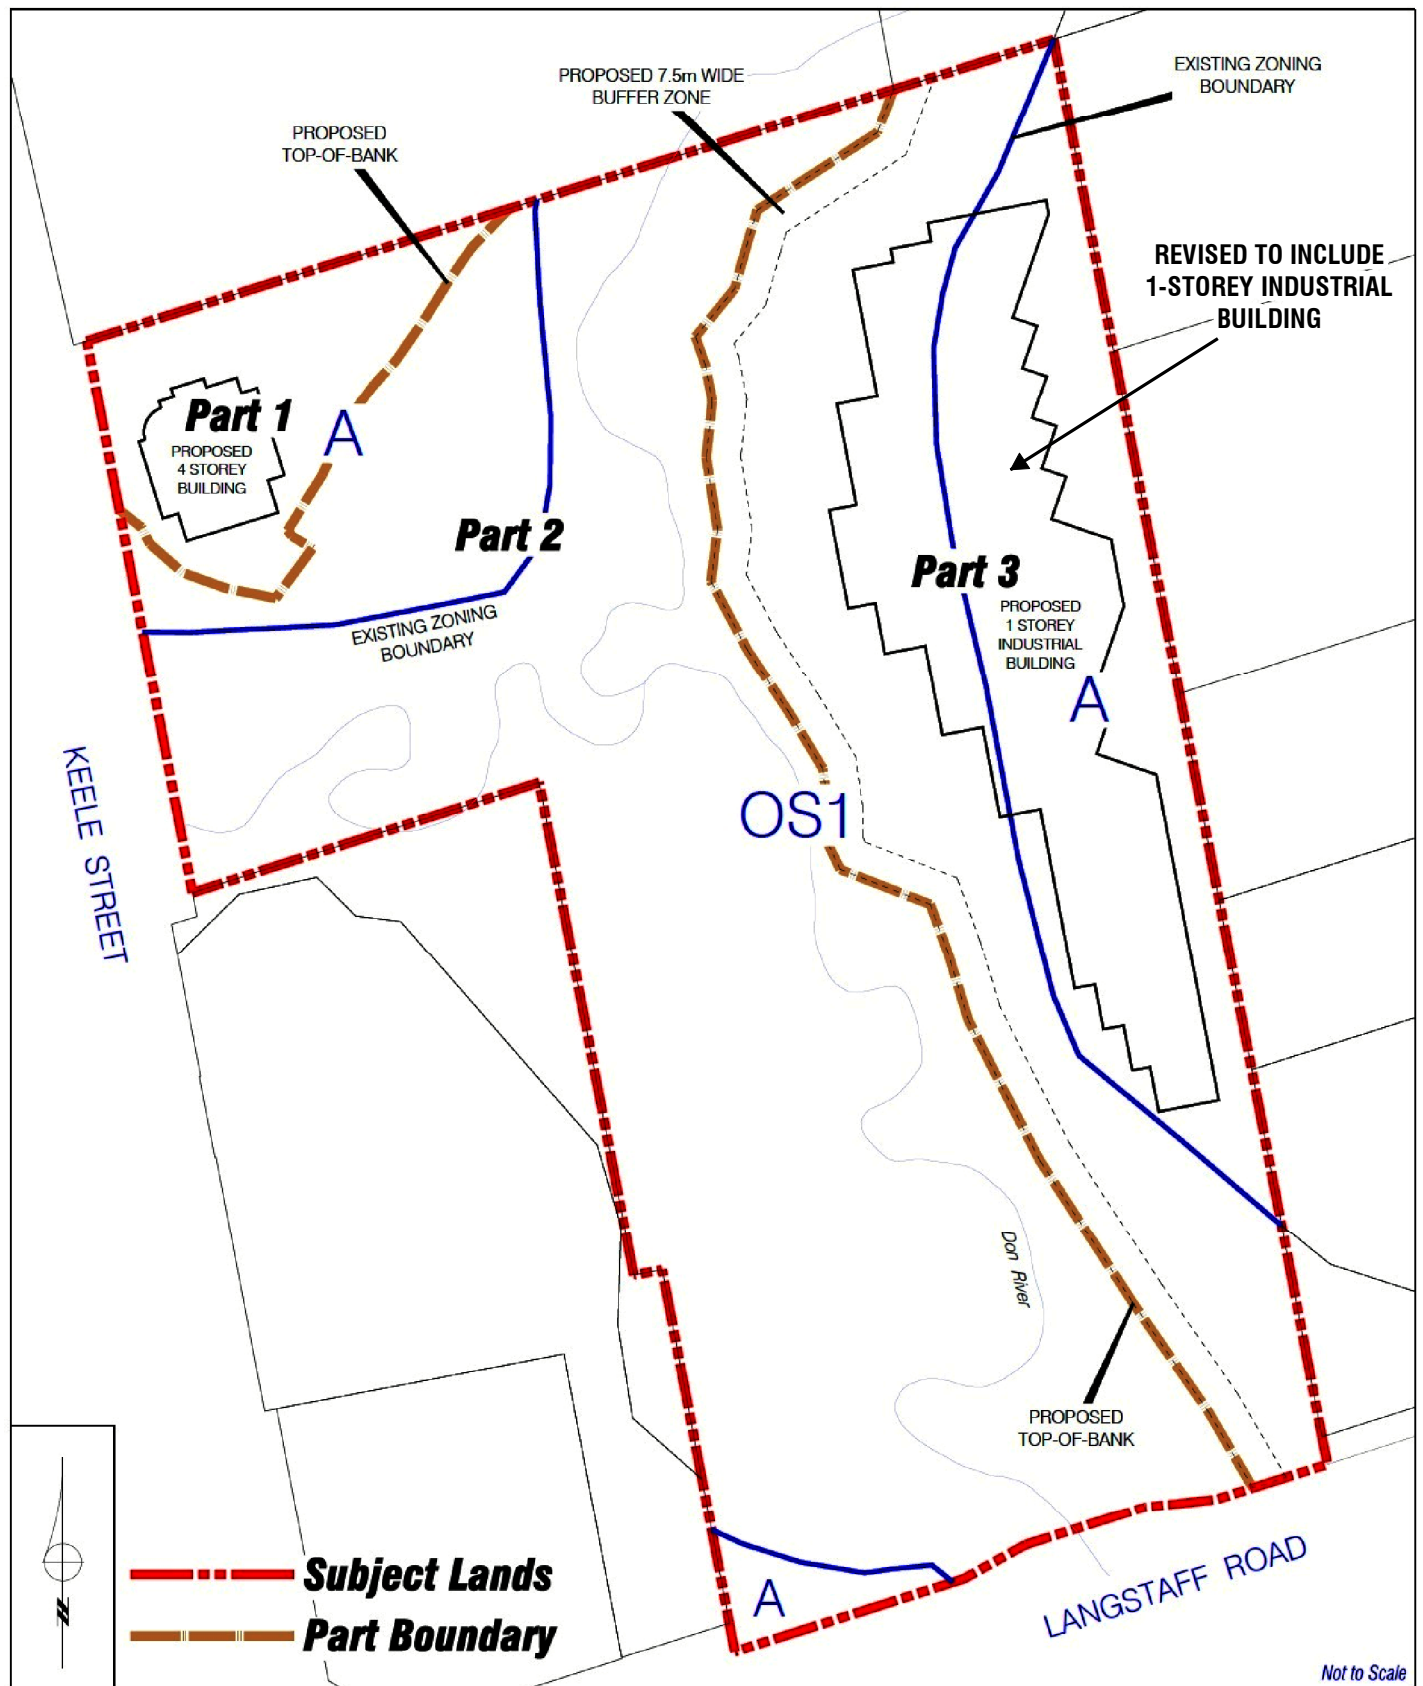 PROPOSED 7.5m WIDE
BUFFER ZONE
EXISTING ZONING
BOUNDARY
PROPOSED
TOP-OF-BANK
REVISED TO INCLUDE
1-STOREY INDUSTRIAL
BUILDING
Part 1
PROPOSED
4 STOREY
BUILDING
A
Part 2
EXISTING ZONING
BOUNDARY
Part 3
PROPOSED
1 STOREY
INDUSTRIAL
BUILDING
A
OS1
KEELE STREET
Don River
PROPOSED
TOP-OF-BANK
A
LANGSTAFF ROAD
N
Subject Lands
Part Boundary
Not to Scale